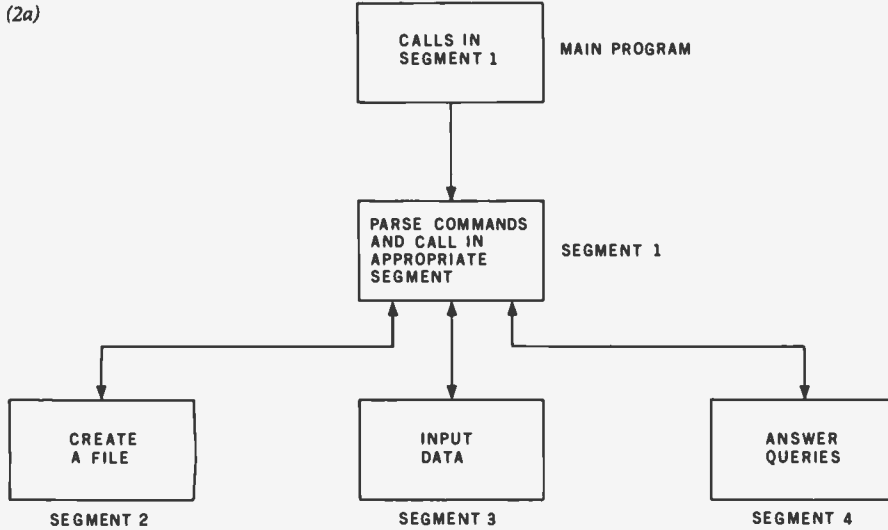 (2a)
CALLS IN
SEGMENT 1
MAIN PROGRAM
PARSE COMMANDS
AND CALL IN
APPROPRIATE
SEGMENT
SEGMENT 1
CREATE
A FILE
INPUT
DATA
ANSWER
QUERIES
SEGMENT 2
SEGMENT 3
SEGMENT 4